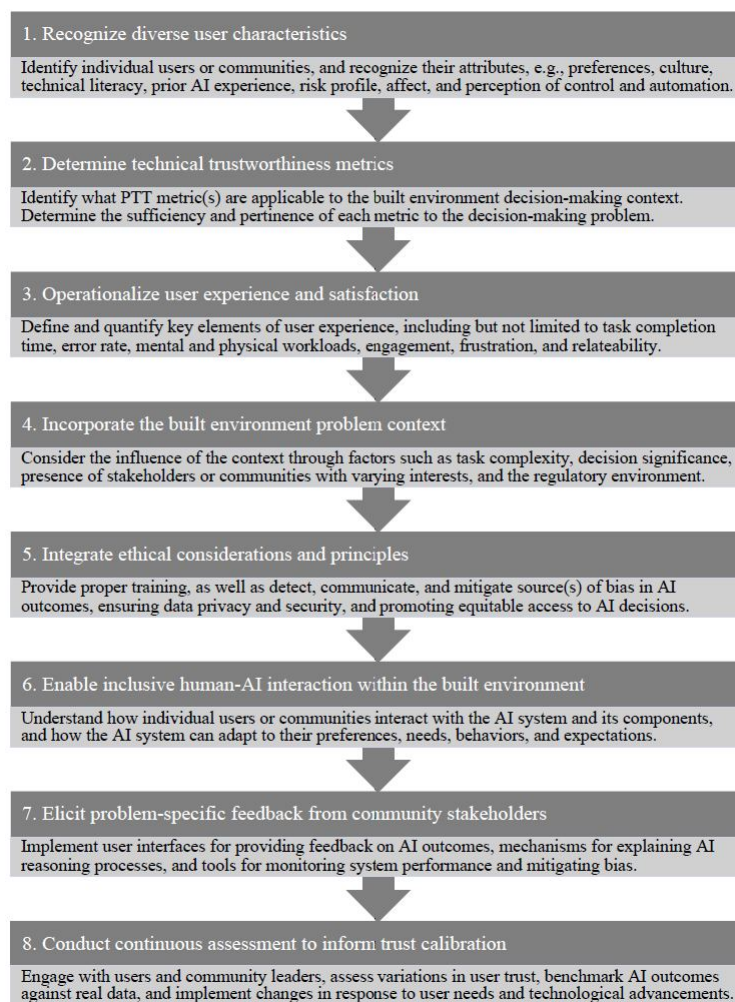 1. Recognize diverse user characteristics
Identify individual users or communities, and recognize their attributes, e.g., preferences, culture,
technical literacy, prior AI experience, risk profile, affect, and perception of control and automation.
2. Determine technical trustworthiness metrics
Identify what PTT metric(s) are applicable to the built environment decision-making context.
Determine the sufficiency and pertinence of each metric to the decision-making problem.
3. Operationalize user experience and satisfaction
Define and quantify key elements of user experience, including but not limited to task completion
time, error rate, mental and physical workloads, engagement, frustration, and relateability.
4. Incorporate the built environment problem context
Consider the influence of the context through factors such as task complexity, decision significance,
presence of stakeholders or communities with varying interests, and the regulatory environment.
5. Integrate ethical considerations and principles
Provide proper training, as well as detect, communicate, and mitigate source(s) of bias in AI
outcomes, ensuring data privacy and security, and promoting equitable access to AI decisions.
6. Enable inclusive human-AI interaction within the built environment
Understand how individual users or communities interact with the AI system and its components,
and how the AI system can adapt to their preferences, needs, behaviors, and expectations.
7. Elicit problem-specific feedback from community stakeholders
Implement user interfaces for providing feedback on AI outcomes, mechanisms for explaining AI
reasoning processes, and tools for monitoring system performance and mitigating bias.
8. Conduct continuous assessment to inform trust calibration
Engage with users and community leaders, assess variations in user trust, benchmark AI outcomes
against real data, and implement changes in response to user needs and technological advancements.